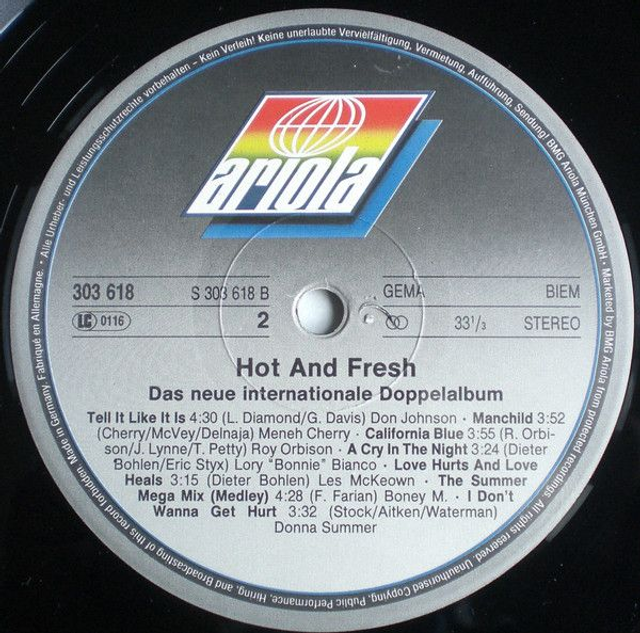 Alle Urheber- und Leistungsschutzrechte vorbehalten - Kein Verleih! Keine unerlaubte Vervielfältigung, Vermietung, Aufführung, Sendung! BMG Ariola München GmbH • Marketed by BMG Ariola
from protected recordings. All rights reserved. Unauthorised Copying, Public Performance, Hiring, and Broadcasting of this record forbidden. Made in Germany. Fabriqué en Allemagne. •
ariola
303 618 S 303 618 B GEMA BIEM
LC 0116 2 33 1/3 STEREO
Hot And Fresh
Das neue internationale Doppelalbum
Tell It Like It Is 4:30 (L. Diamond/G. Davis) Don Johnson · Manchild 3:52
(Cherry/McVey/Delnaja) Meneh Cherry · California Blue 3:55 (R. Orbi-
son/J. Lynne/T. Petty) Roy Orbison · A Cry In The Night 3:24 (Dieter
Bohlen/Eric Styx) Lory "Bonnie" Bianco · Love Hurts And Love
Heals 3:15 (Dieter Bohlen) Les McKeown · The Summer
Mega Mix (Medley) 4:28 (F. Farian) Boney M. · I Don't
Wanna Get Hurt 3:32 (Stock/Aitken/Waterman)
Donna Summer